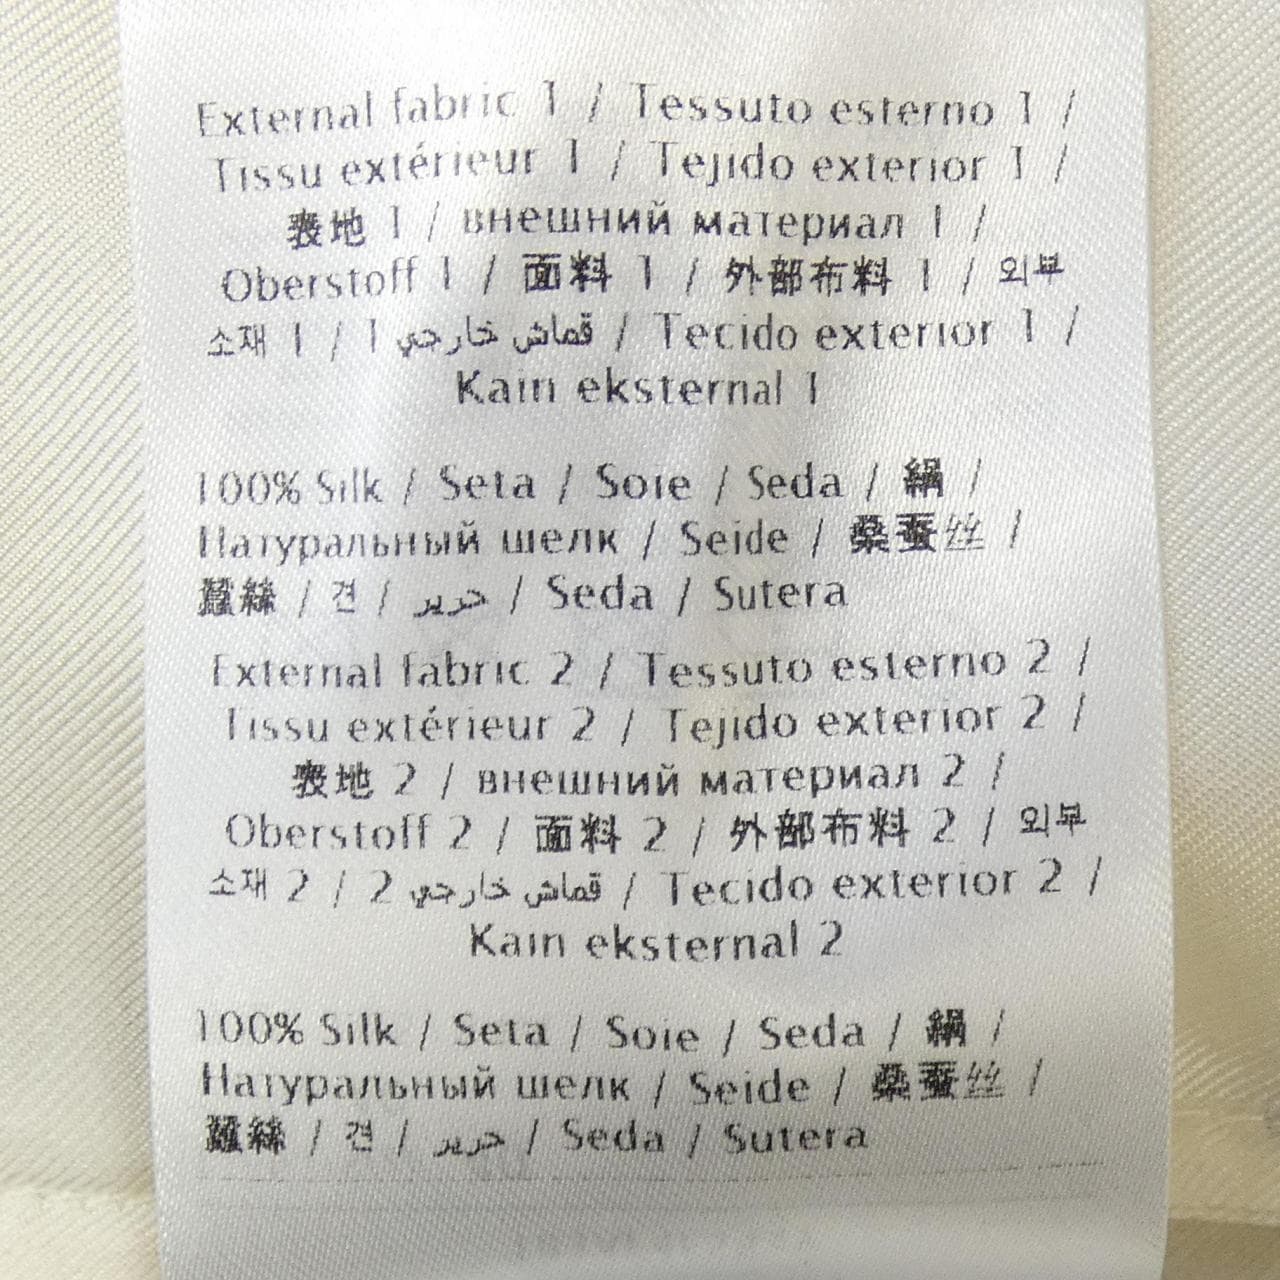 External fabric 1 / Tessuto esterno 1 /
Tissu extérieur 1 / Tejido exterior 1 /
表地 1 / внешний материал 1 /
Oberstoff 1 / 面料 1 / 外部布料 1 / 외부
소재 1 / 1 قماش خارجي / Tecido exterior 1 /
Kain eksternal 1
100% Silk / Seta / Soie / Seda / 絹 /
Натуральный шелк / Seide / 桑蚕丝 /
蠶絲 / 견 / حرير / Seda / Sutera
External fabric 2 / Tessuto esterno 2 /
Tissu extérieur 2 / Tejido exterior 2 /
表地 2 / внешний материал 2 /
Oberstoff 2 / 面料 2 / 外部布料 2 / 외부
소재 2 / 2 قماش خارجي / Tecido exterior 2 /
Kain eksternal 2
100% Silk / Seta / Soie / Seda / 絹 /
Натуральный шелк / Seide / 桑蚕丝 /
蠶絲 / 견 / حرير / Seda / Sutera